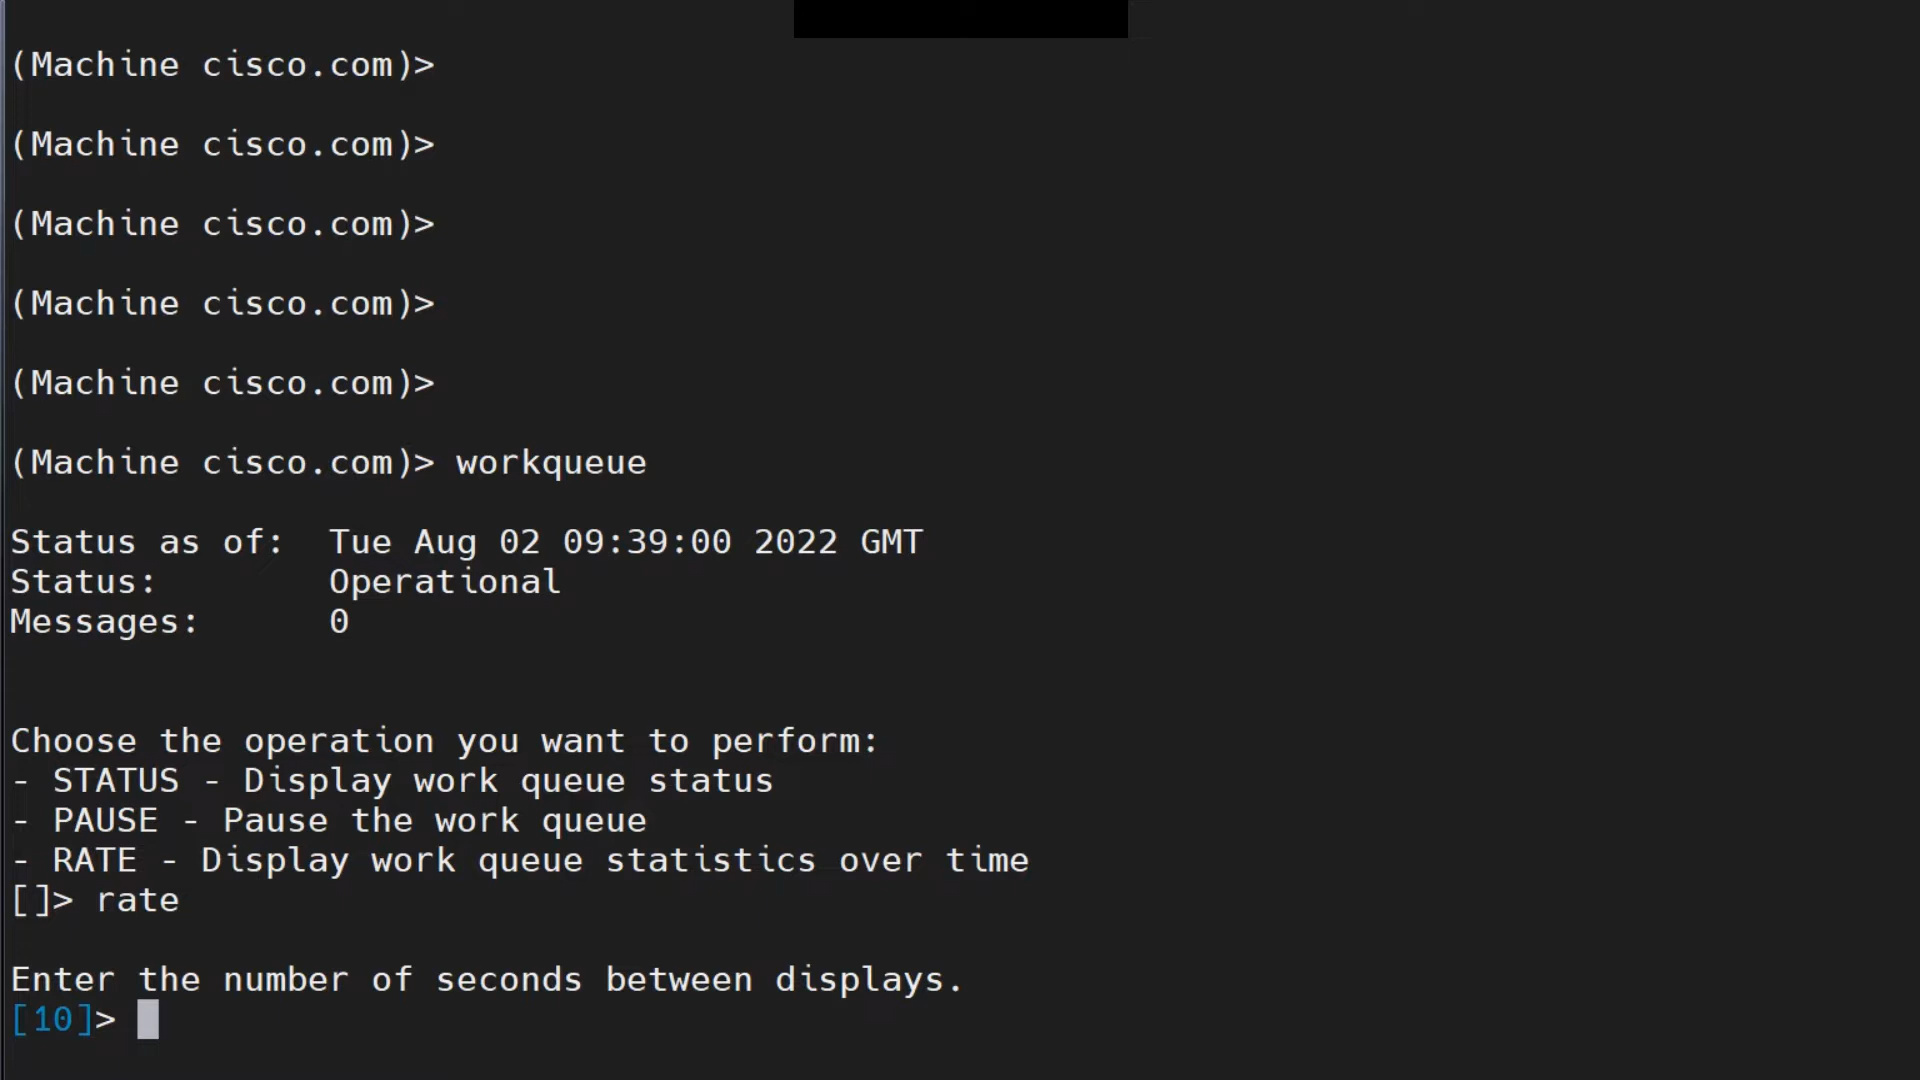 (Machine cisco.com)>
(Machine cisco.com)>
(Machine cisco.com)>
(Machine cisco.com)>
(Machine cisco.com)>
(Machine cisco.com)> workqueue
Status as of:  Tue Aug 02 09:39:00 2022 GMT
Status:        Operational
Messages:      0
Choose the operation you want to perform:
- STATUS - Display work queue status
- PAUSE - Pause the work queue
- RATE - Display work queue statistics over time
[]> rate
Enter the number of seconds between displays.
[10]>